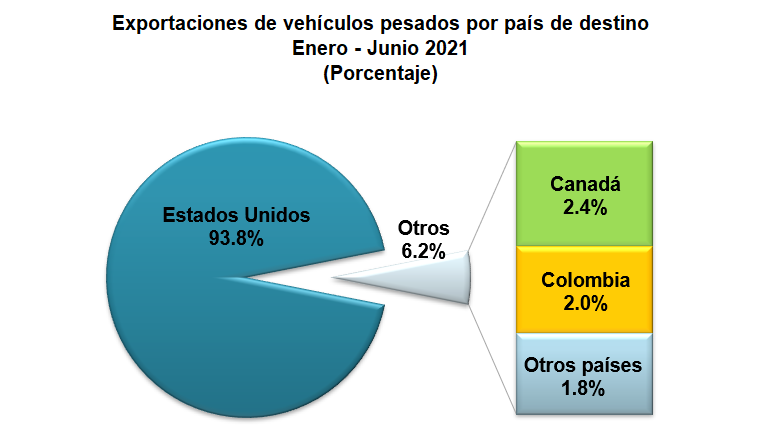 Exportaciones de vehículos pesados por país de destino
Enero - Junio 2021
(Porcentaje)
Estados Unidos
93.8%
Otros
6.2%
Canadá
2.4%
Colombia
2.0%
Otros países
1.8%